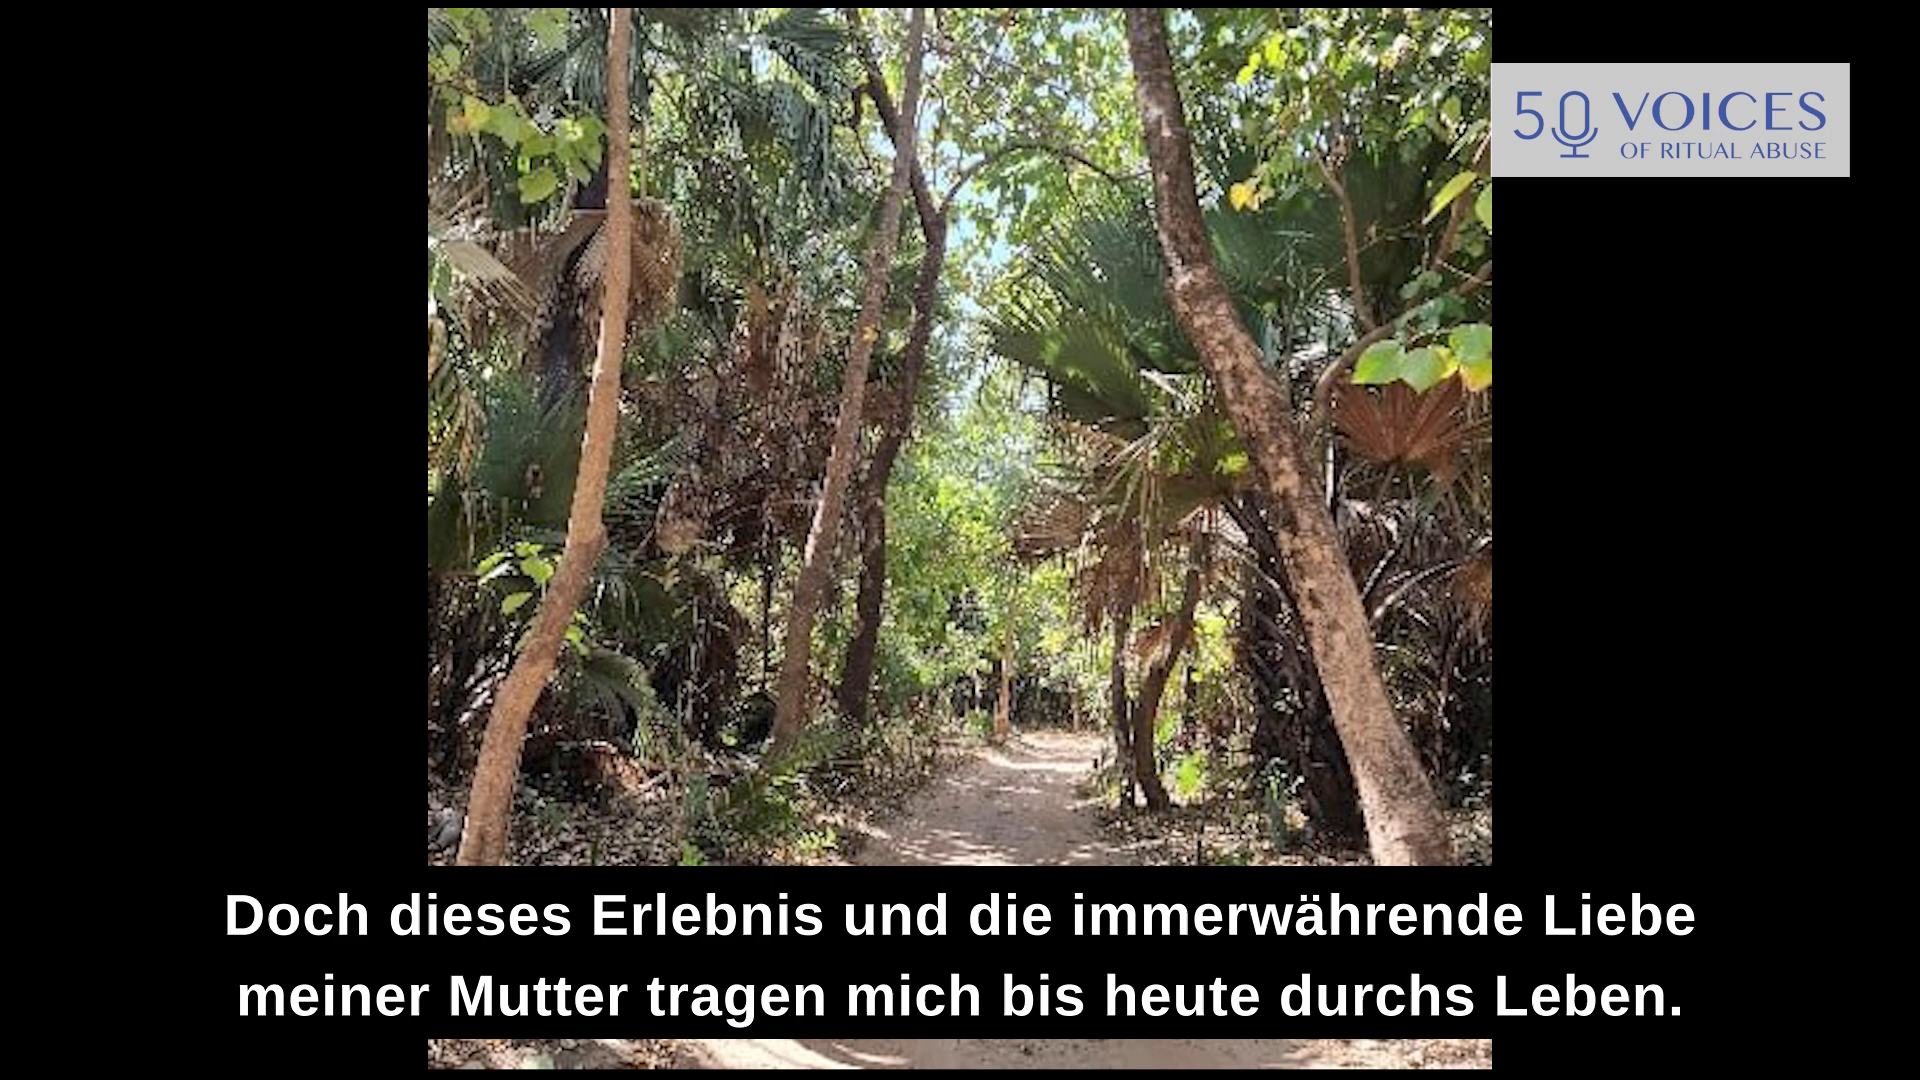 50 VOICES
OF RITUAL ABUSE
Doch dieses Erlebnis und die immerwährende Liebe
meiner Mutter tragen mich bis heute durchs Leben.